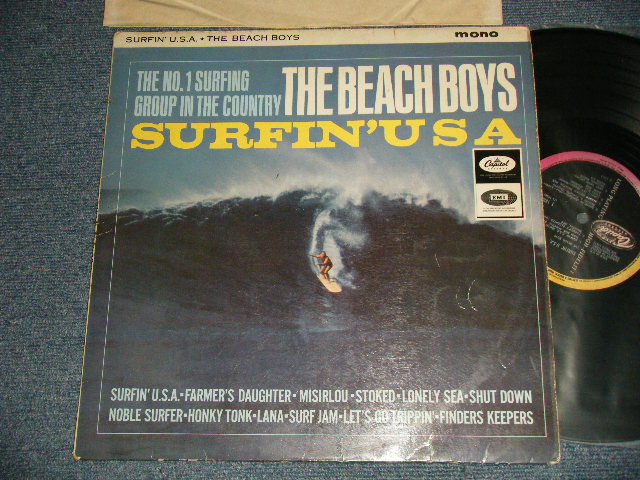 SURFIN' U.S.A. • THE BEACH BOYS mono
THE NO. 1 SURFING
GROUP IN THE COUNTRY
THE BEACH BOYS
SURFIN' U S A
Capitol
EMI
SURFIN' U.S.A. • FARMER'S DAUGHTER • MISIRLOU • STOKED • LONELY SEA • SHUT DOWN
NOBLE SURFER • HONKY TONK • LANA • SURF JAM • LET'S GO TRIPPIN' • FINDERS KEEPERS